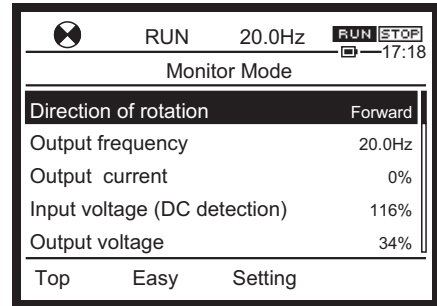 RUN 20.0Hz RUN STOP
17:18
Monitor Mode
Direction of rotation Forward
Output frequency 20.0Hz
Output current 0%
Input voltage (DC detection) 116%
Output voltage 34%
Top Easy Setting